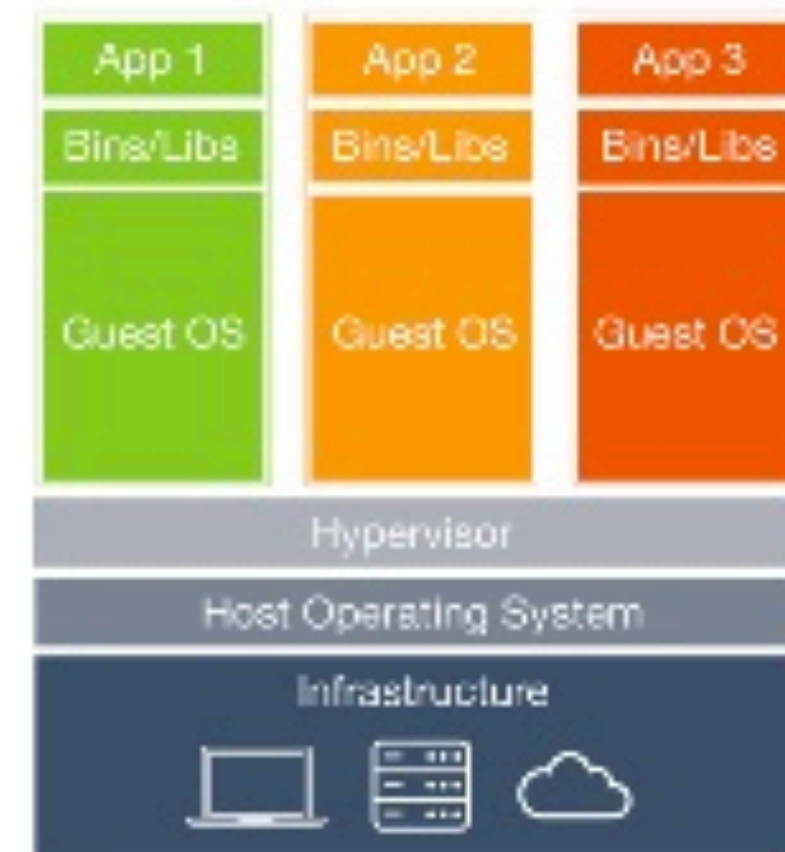 App 1
App 2
App 3
Bins/Libs
Bins/Libs
Bins/Libs
Guest OS
Guest OS
Guest OS
Hypervisor
Host Operating System
Infrastructure